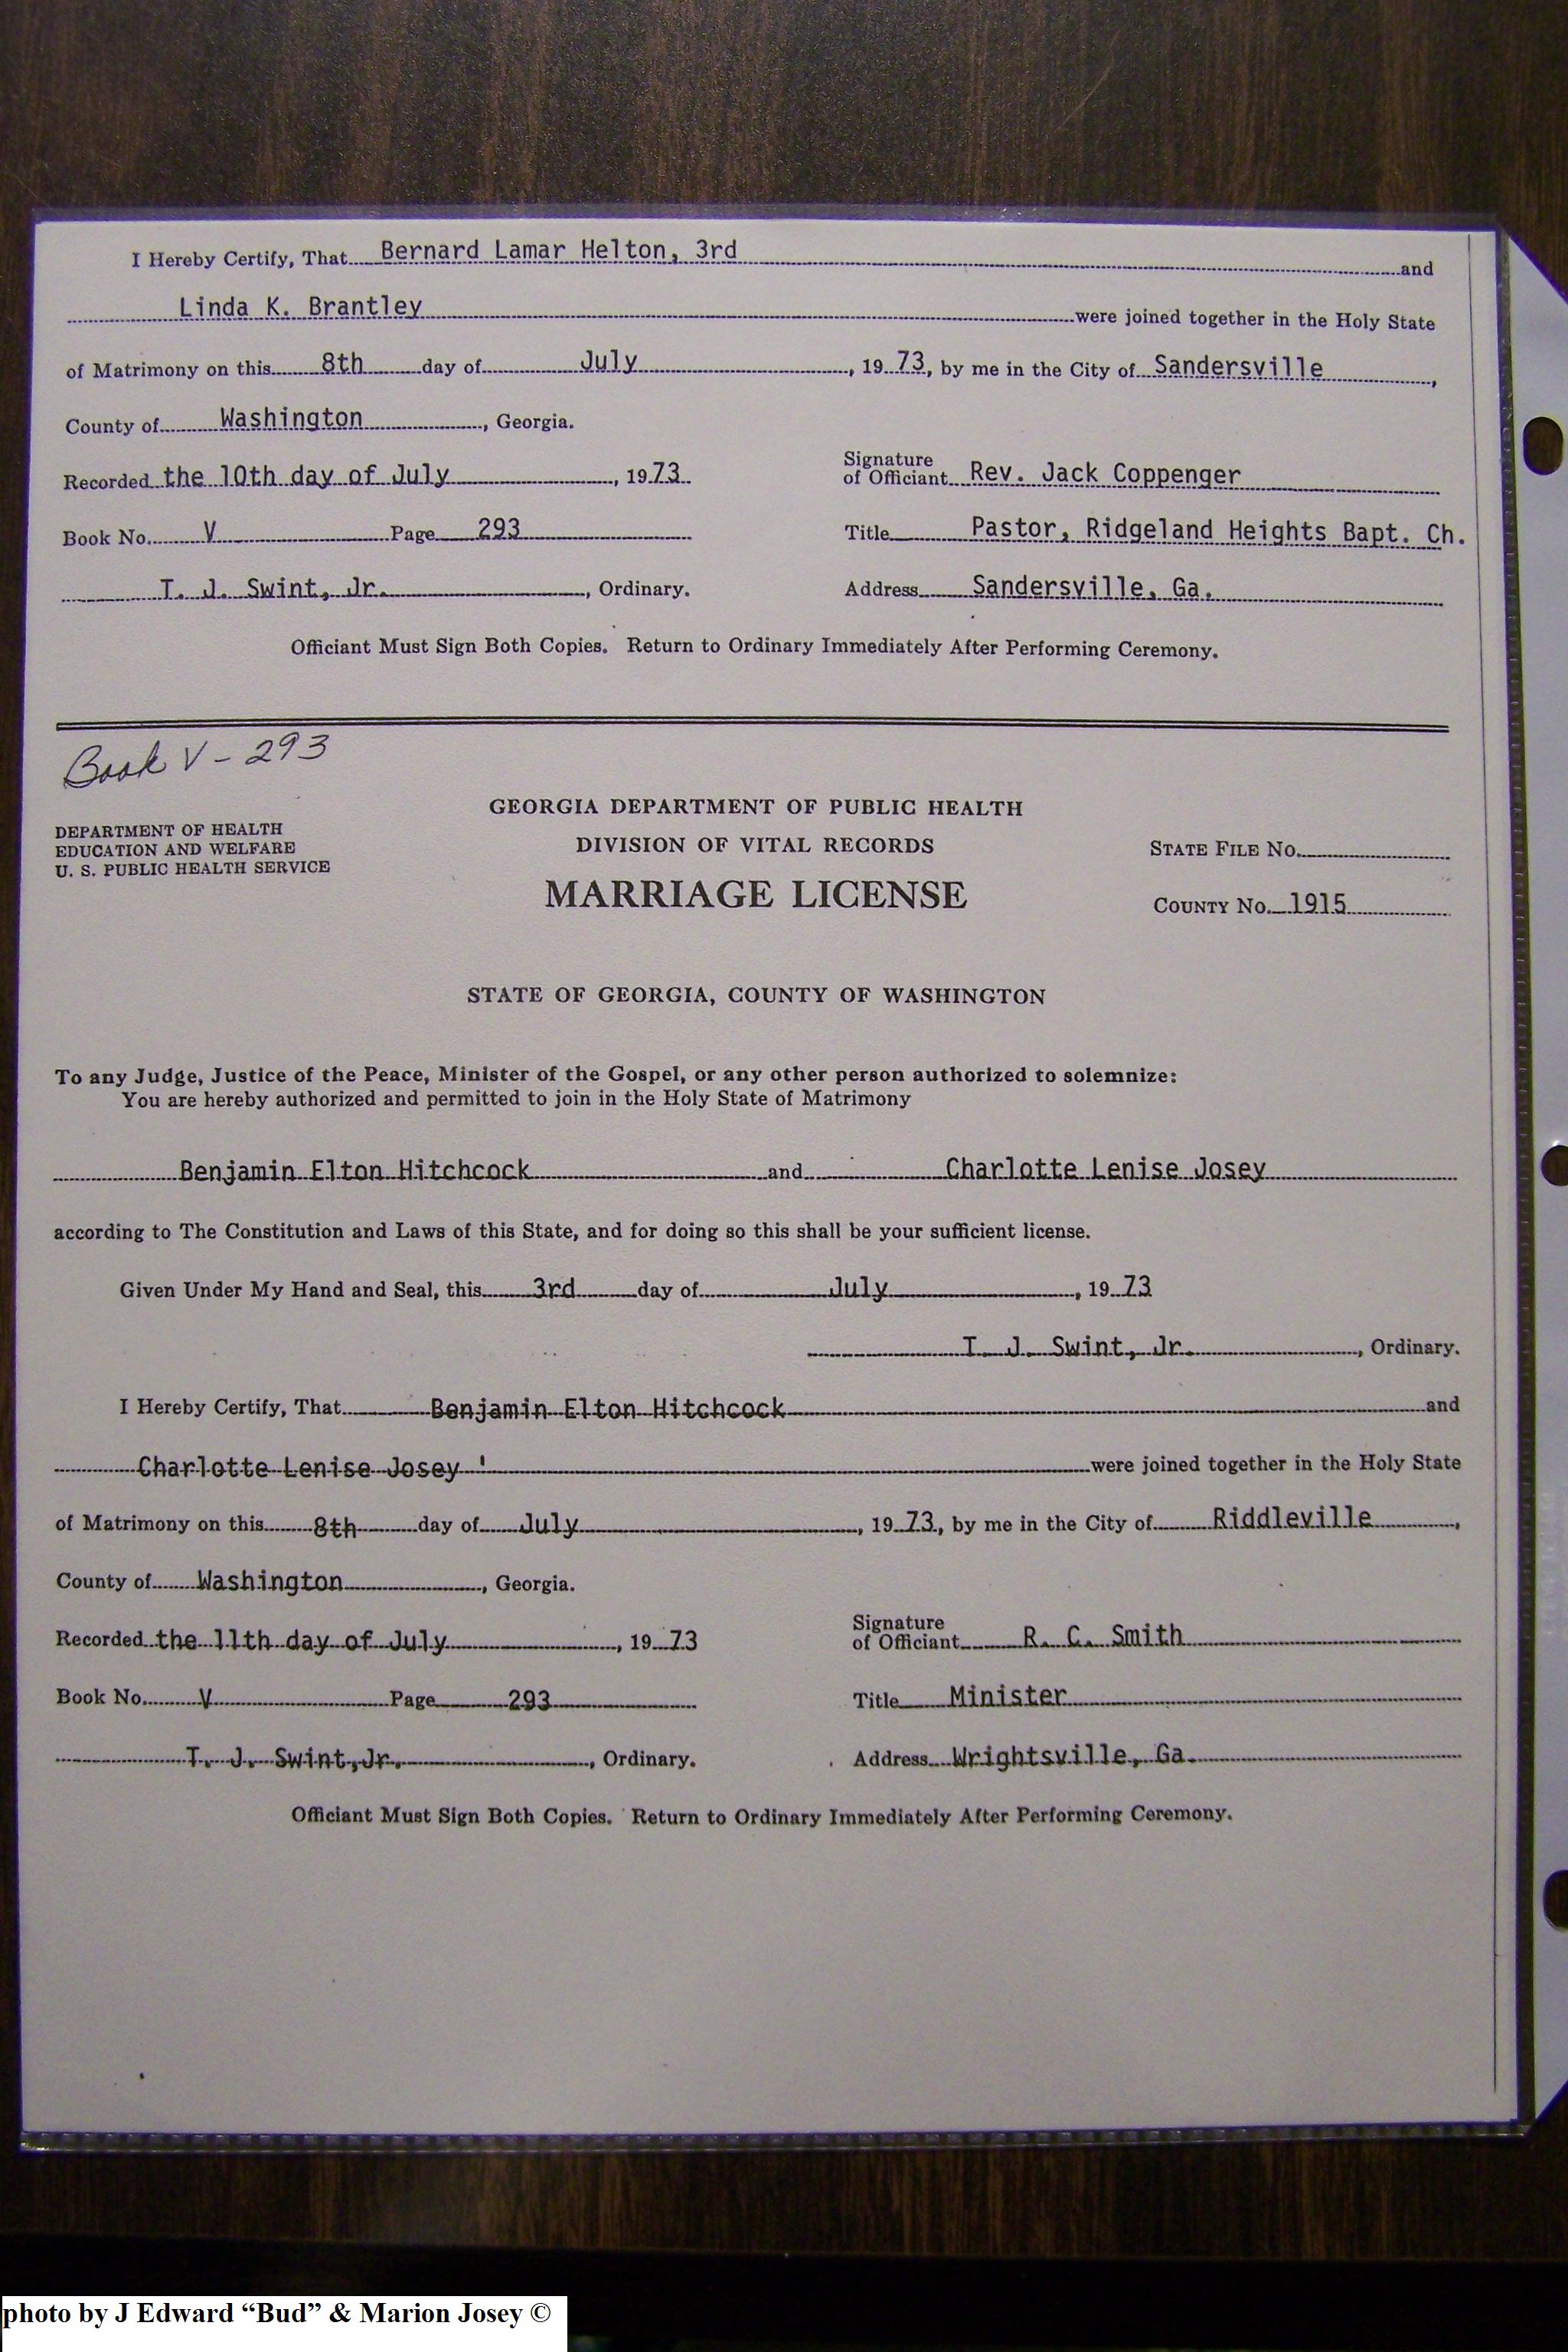 I Hereby Certify, That Bernard Lamar Helton, 3rd and
Linda K. Brantley were joined together in the Holy State
of Matrimony on this 8th day of July, 1973, by me in the City of Sandersville,
County of Washington, Georgia.
Recorded the 10th day of July, 1973. Signature of Officiant Rev. Jack Coppenger
Book No. V Page 293 Title Pastor, Ridgeland Heights Bapt. Ch.
T. J. Swint, Jr., Ordinary. Address Sandersville, Ga.
Officiant Must Sign Both Copies. Return to Ordinary Immediately After Performing Ceremony.
Book V - 293
GEORGIA DEPARTMENT OF PUBLIC HEALTH
DEPARTMENT OF HEALTH
EDUCATION AND WELFARE
U. S. PUBLIC HEALTH SERVICE
DIVISION OF VITAL RECORDS
STATE FILE NO.
MARRIAGE LICENSE
COUNTY NO. 1915
STATE OF GEORGIA, COUNTY OF WASHINGTON
To any Judge, Justice of the Peace, Minister of the Gospel, or any other person authorized to solemnize:
You are hereby authorized and permitted to join in the Holy State of Matrimony
Benjamin Elton Hitchcock and Charlotte Lenise Josey
according to The Constitution and Laws of this State, and for doing so this shall be your sufficient license.
Given Under My Hand and Seal, this 3rd day of July, 1973
T. J. Swint, Jr., Ordinary.
I Hereby Certify, That Benjamin Elton Hitchcock and
Charlotte Lenise Josey ' were joined together in the Holy State
of Matrimony on this 8th day of July, 1973, by me in the City of Riddleville,
County of Washington, Georgia.
Recorded the 11th day of July, 1973 Signature of Officiant R. C. Smith
Book No. V Page 293 Title Minister
T. J. Swint,Jr., Ordinary. Address Wrightsville, Ga.
Officiant Must Sign Both Copies. Return to Ordinary Immediately After Performing Ceremony.
photo by J Edward “Bud” & Marion Josey ©